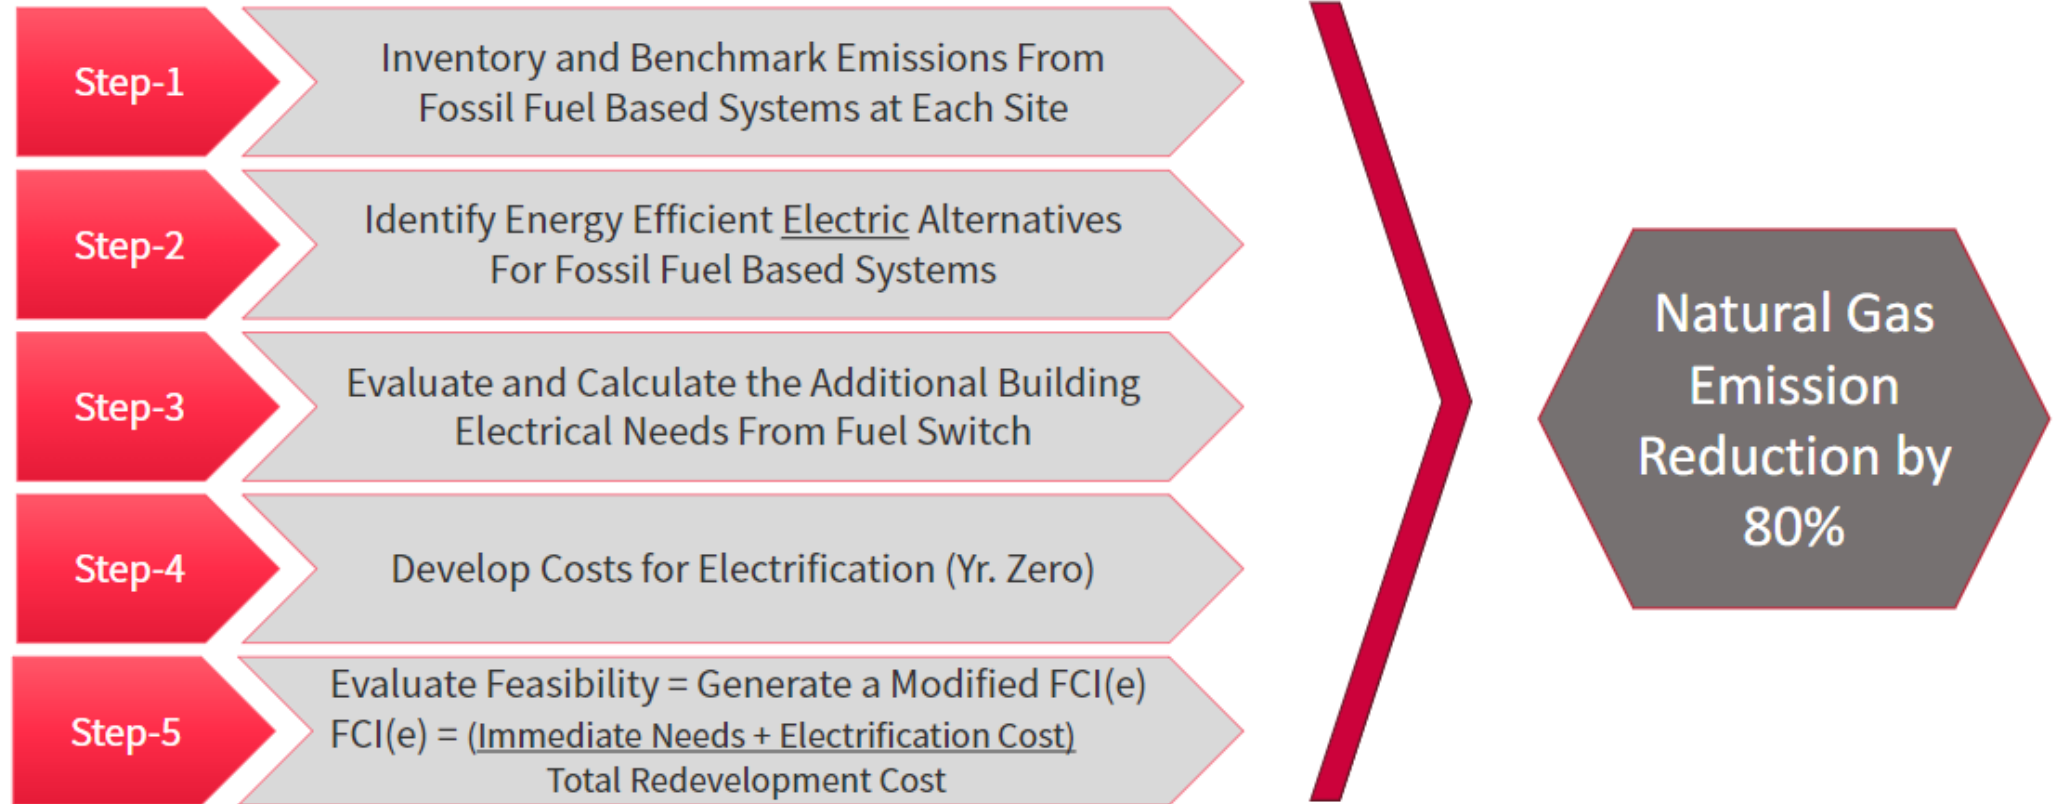 Step-1
Inventory and Benchmark Emissions From
Fossil Fuel Based Systems at Each Site
Step-2
Identify Energy Efficient Electric Alternatives
For Fossil Fuel Based Systems
Step-3
Evaluate and Calculate the Additional Building
Electrical Needs From Fuel Switch
Step-4
Develop Costs for Electrification (Yr. Zero)
Step-5
Evaluate Feasibility = Generate a Modified FCI(e)
FCI(e) = (Immediate Needs + Electrification Cost)
Total Redevelopment Cost
Natural Gas
Emission
Reduction by
80%